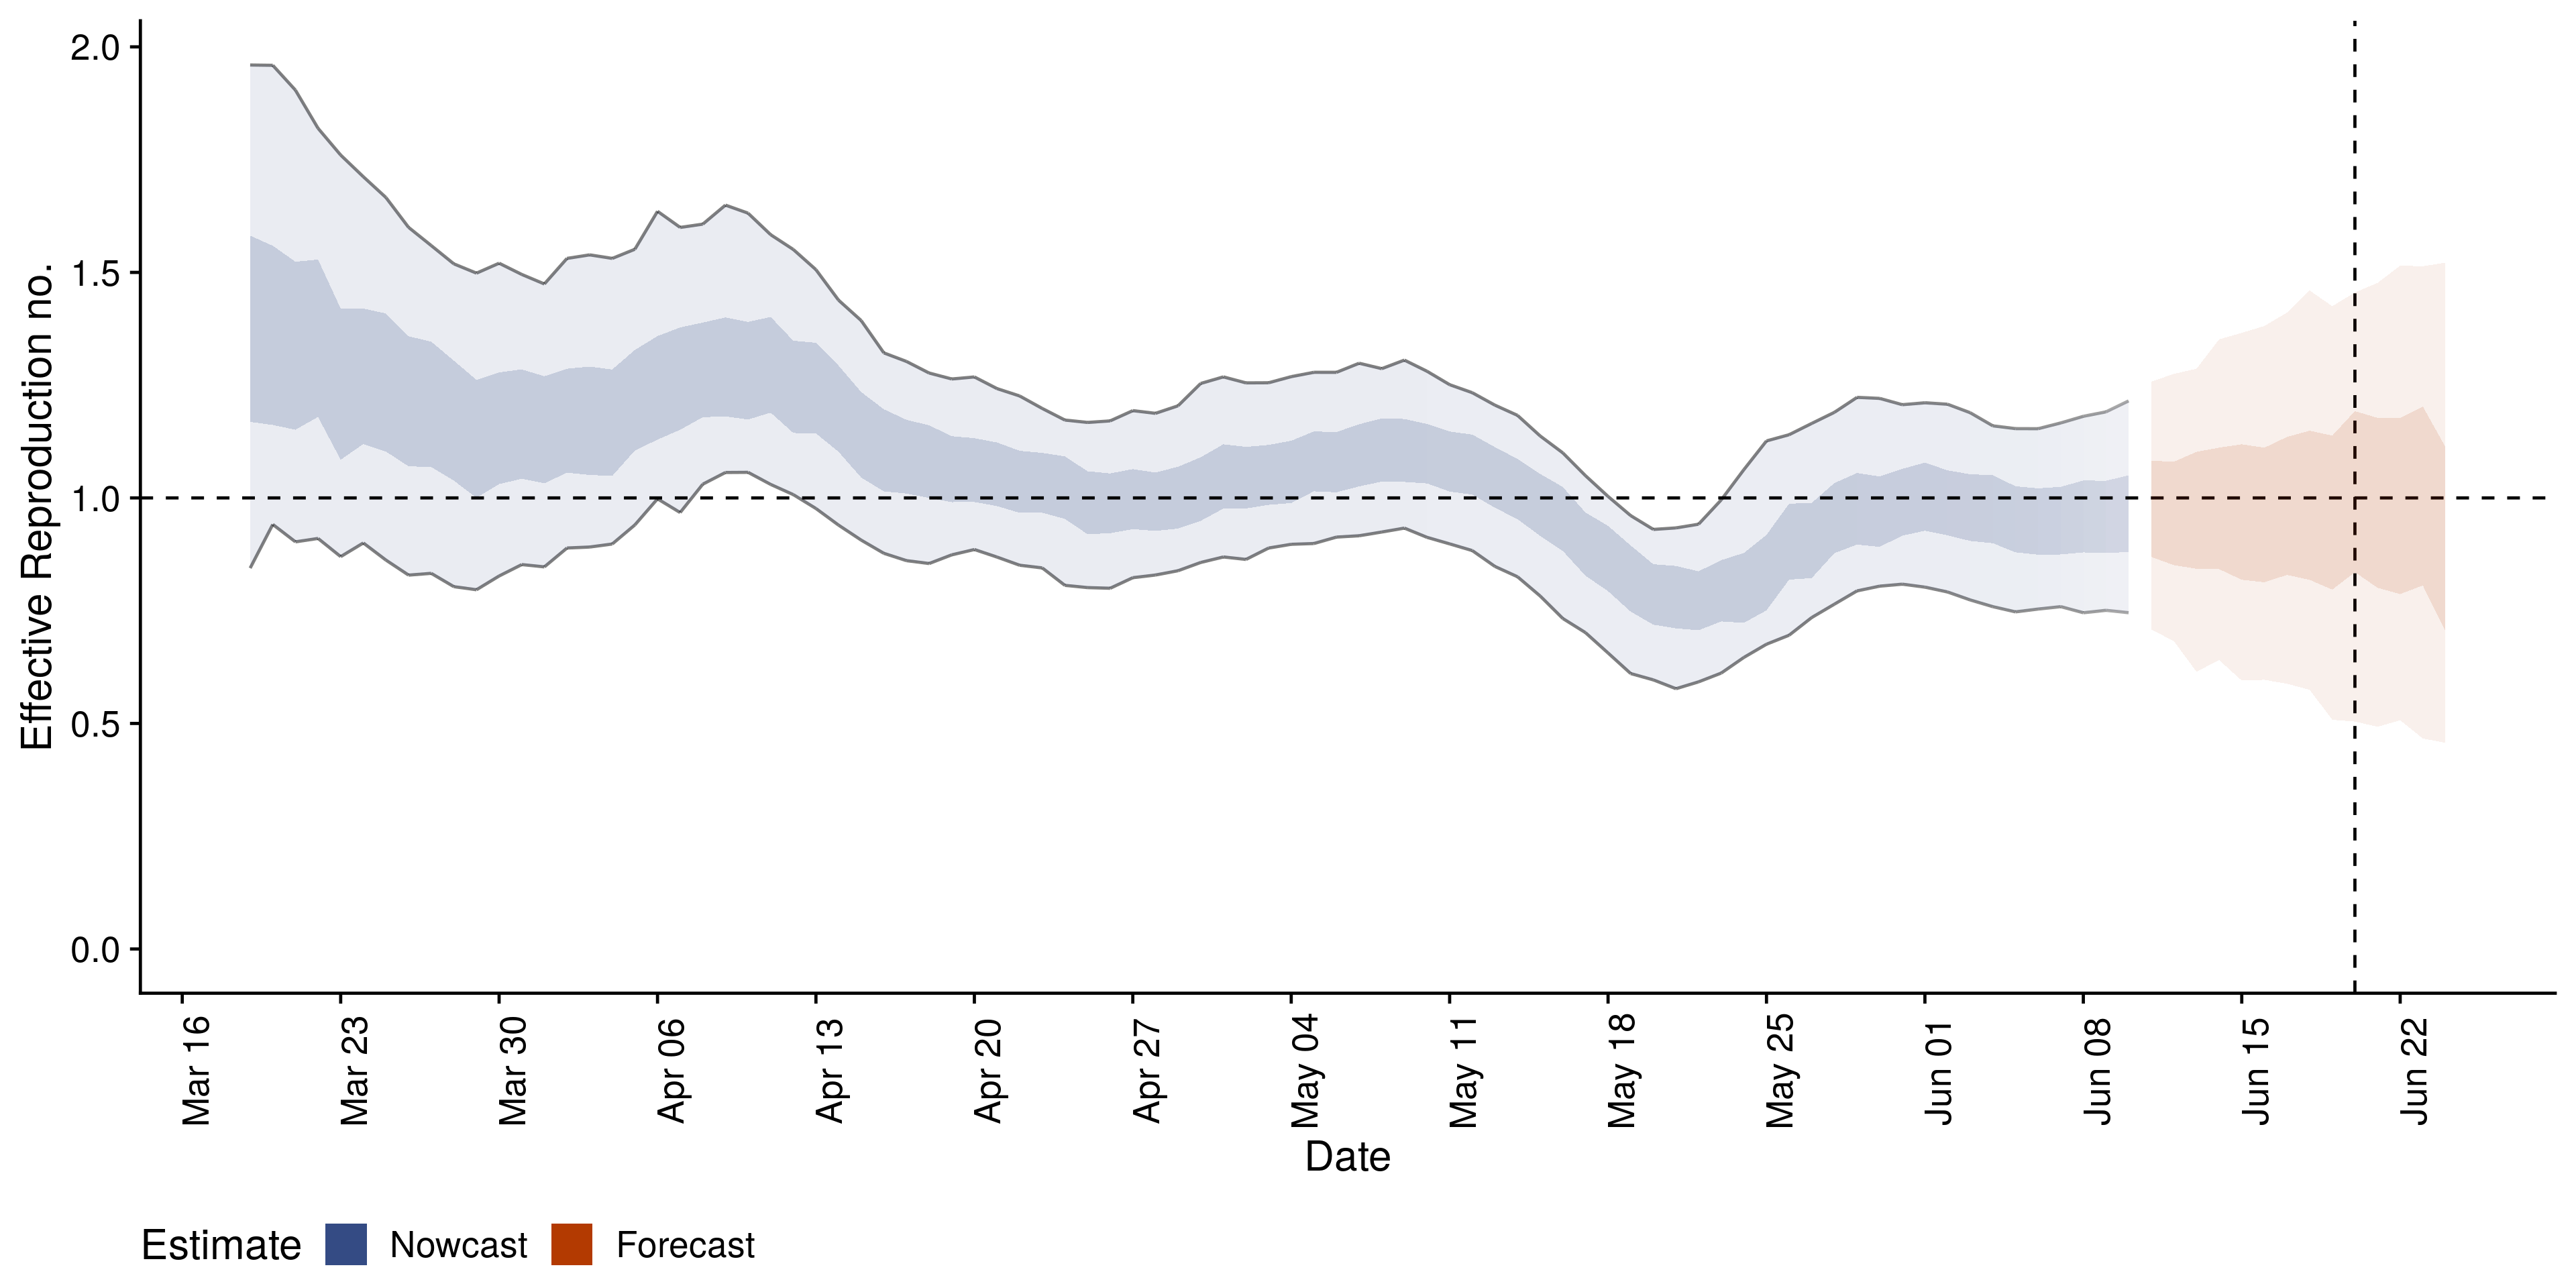 Effective Reproduction no.
2.0
1.5
1.0
0.5
0.0
Mar 16
Mar 23
Mar 30
Apr 06
Apr 13
Apr 20
Apr 27
May 04
May 11
May 18
May 25
Jun 01
Jun 08
Jun 15
Jun 22
Date
Estimate Nowcast Forecast